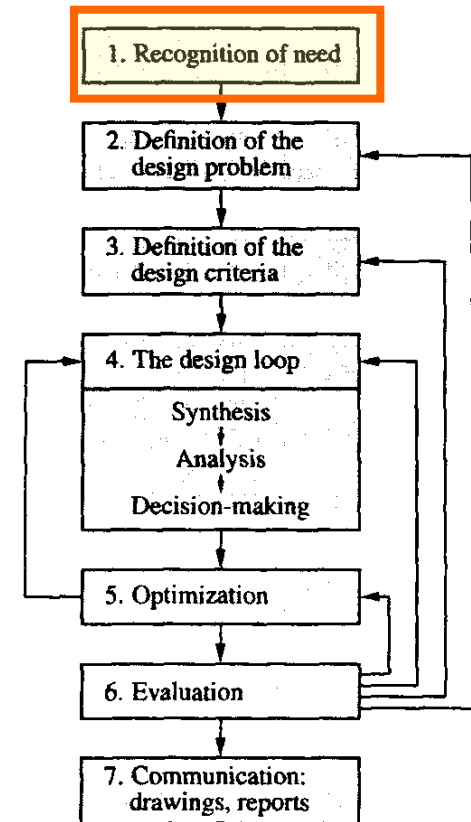 1. Recognition of need
2. Definition of the
design problem
3. Definition of the
design criteria
4. The design loop
Synthesis
Analysis
Decision-making
5. Optimization
6. Evaluation
7. Communication:
drawings, reports